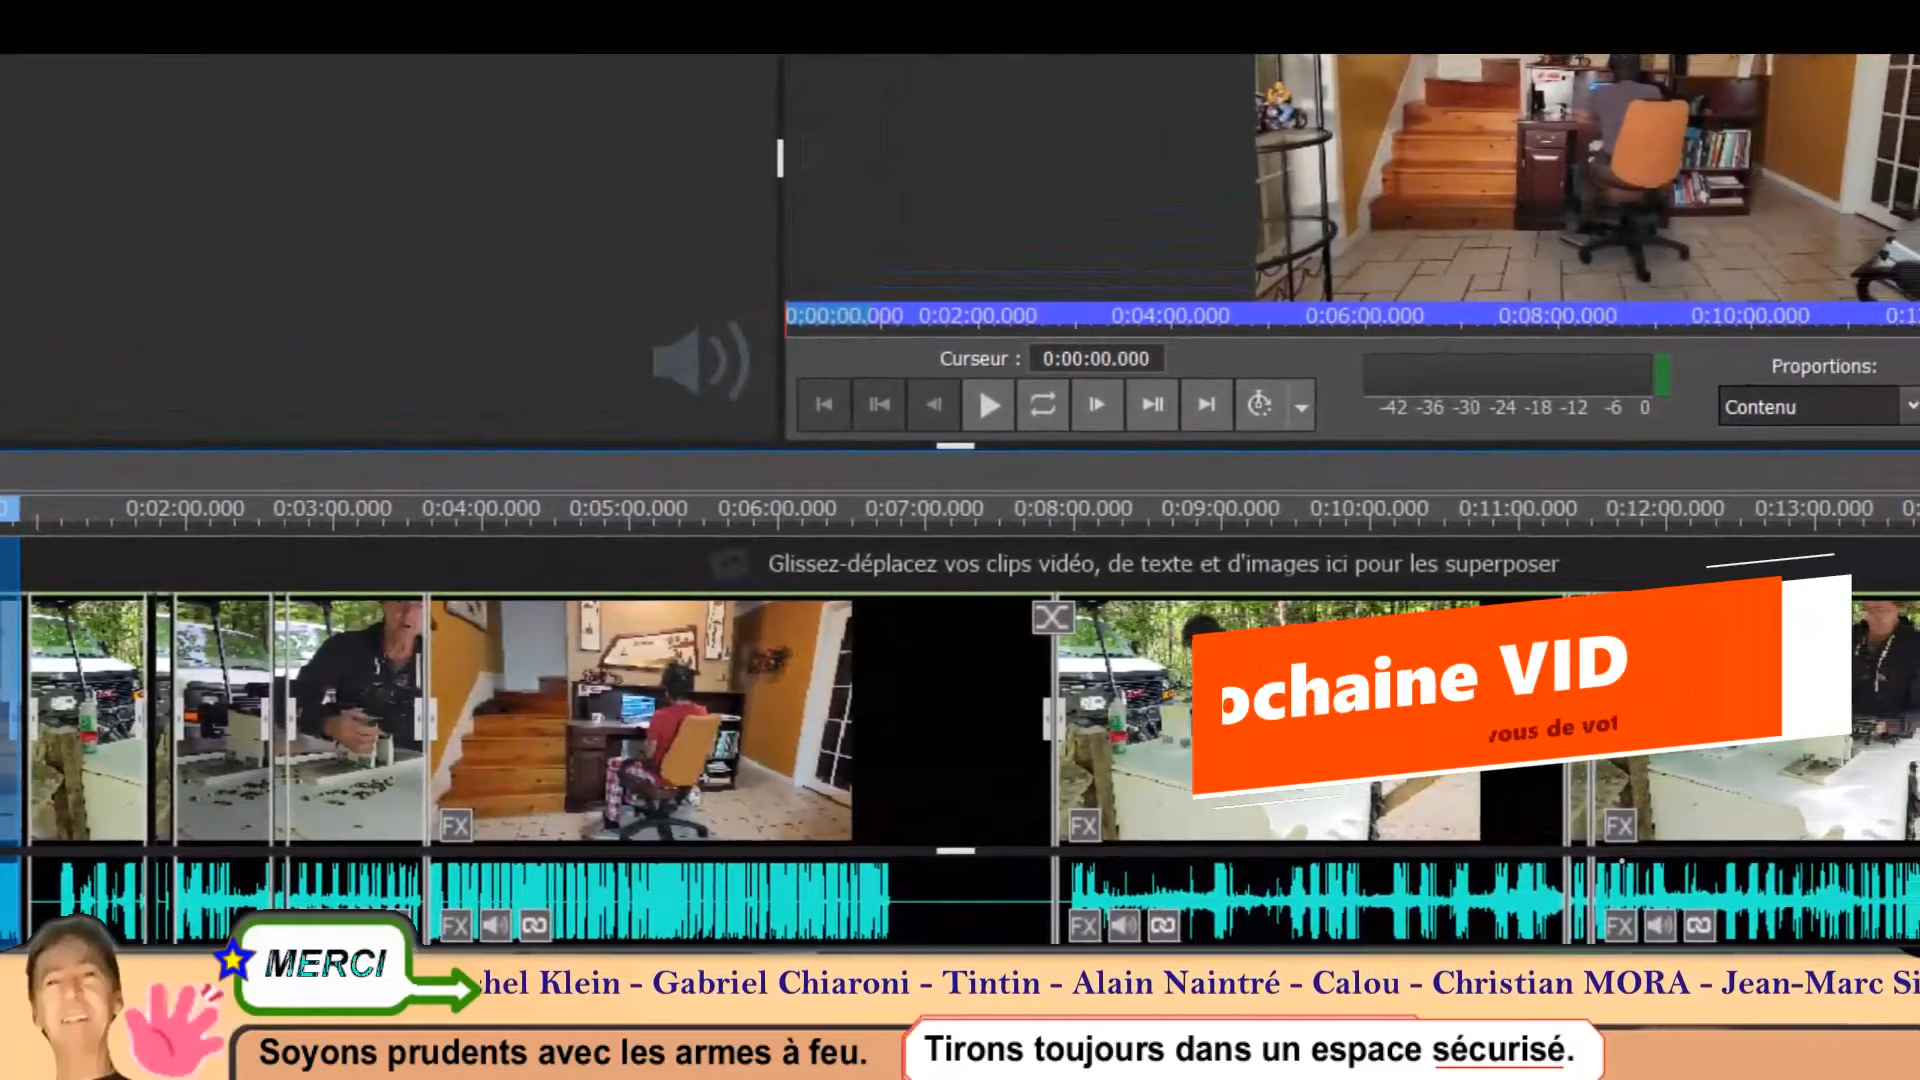 0:00:00.000 0:02:00.000 0:04:00.000 0:06:00.000 0:08:00.000 0:10:00.000
Curseur : 0:00:00.000
Proportions:
-42 -36 -30 -24 -18 -12 -6 0
Contenu
0:02:00.000 0:03:00.000 0:04:00.000 0:05:00.000 0:06:00.000 0:07:00.000 0:08:00.000 0:09:00.000 0:10:00.000 0:11:00.000 0:12:00.000 0:13:00.000
Glissez-déplacez vos clips vidéo, de texte et d'images ici pour les superposer
ochaine VID
vous de vot
FX FX FX
FX FX FX
MERCI
hel Klein - Gabriel Chiaroni - Tintin - Alain Naintré - Calou - Christian MORA - Jean-Marc Si
Soyons prudents avec les armes à feu.
Tirons toujours dans un espace sécurisé.